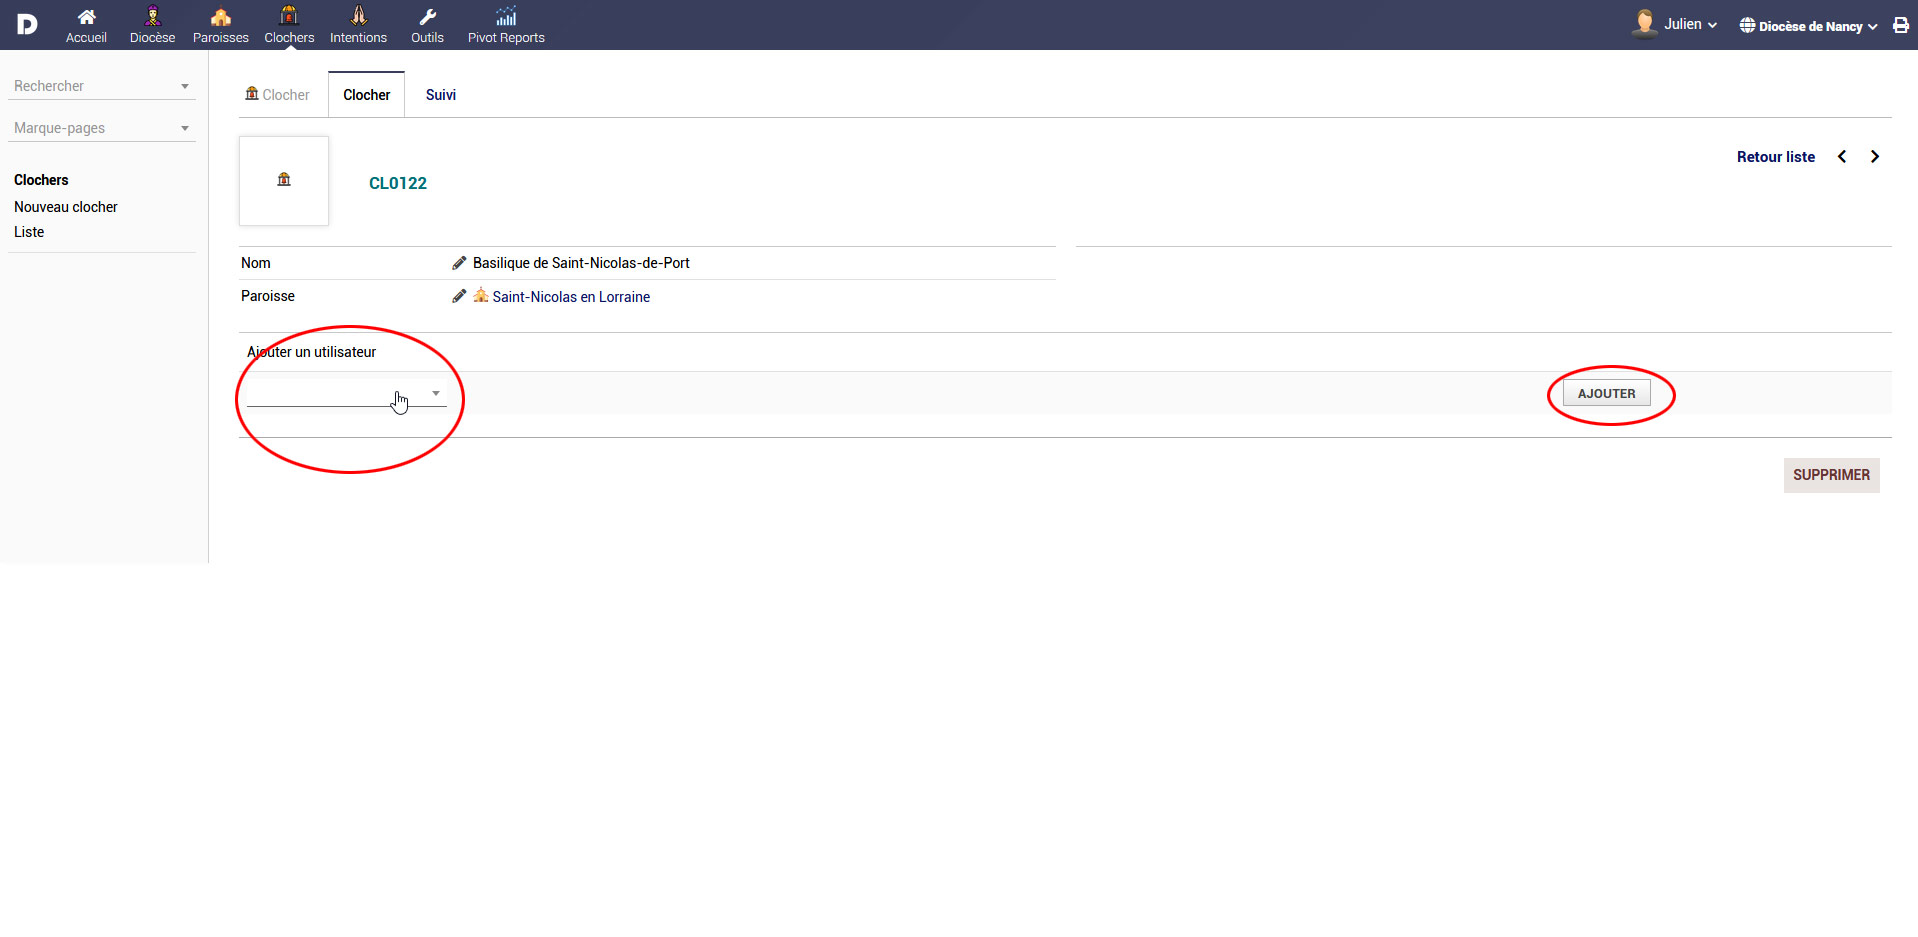 Accueil Diocèse Paroisses Clochers Intentions Outils Pivot Reports Julien Diocèse de Nancy
Rechercher
Marque-pages
Clochers
Nouveau clocher
Liste
Clocher Clocher Suivi
Retour liste
CL0122
Nom Basilique de Saint-Nicolas-de-Port
Paroisse Saint-Nicolas en Lorraine
Ajouter un utilisateur
AJOUTER
SUPPRIMER